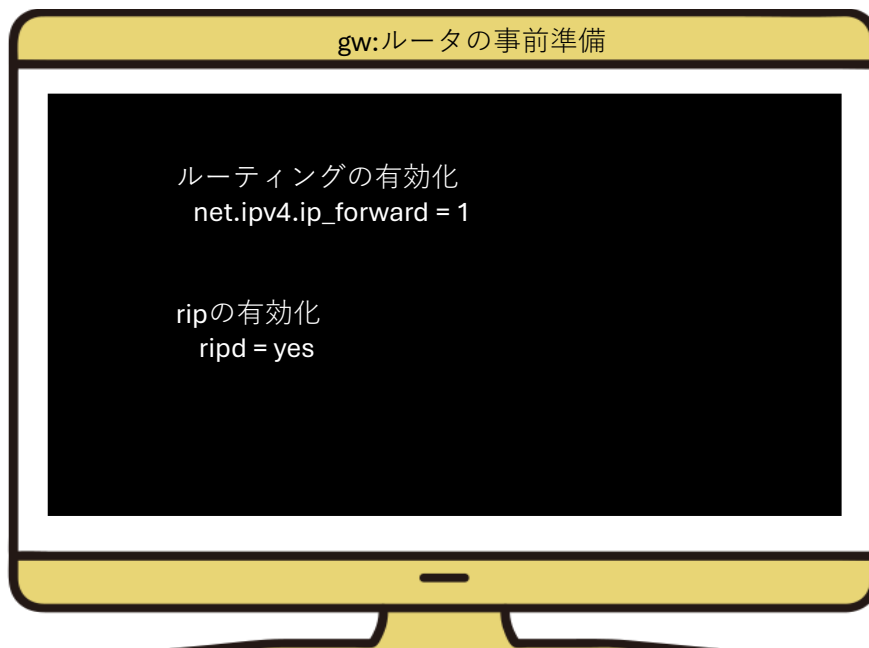 gw:ルータの事前準備
ルーティングの有効化
net.ipv4.ip_forward = 1
ripの有効化
ripd = yes